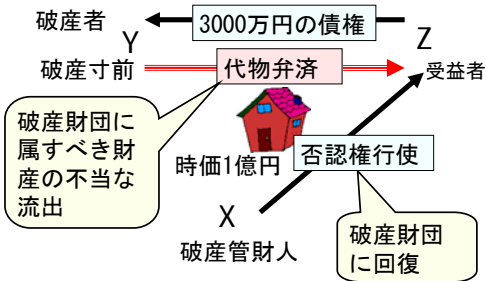 破産者
3000万円の債権
Y
Z
破産寸前
代物弁済
受益者
破産財団に
属すべき財
産の不当な
流出
時価1億円
否認権行使
X
破産管財人
破産財団
に回復